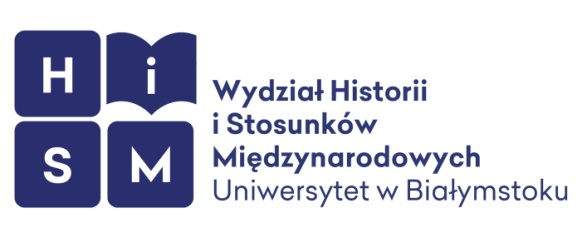 H i
S M
Wydział Historii
i Stosunków
Międzynarodowych
Uniwersytet w Białymstoku